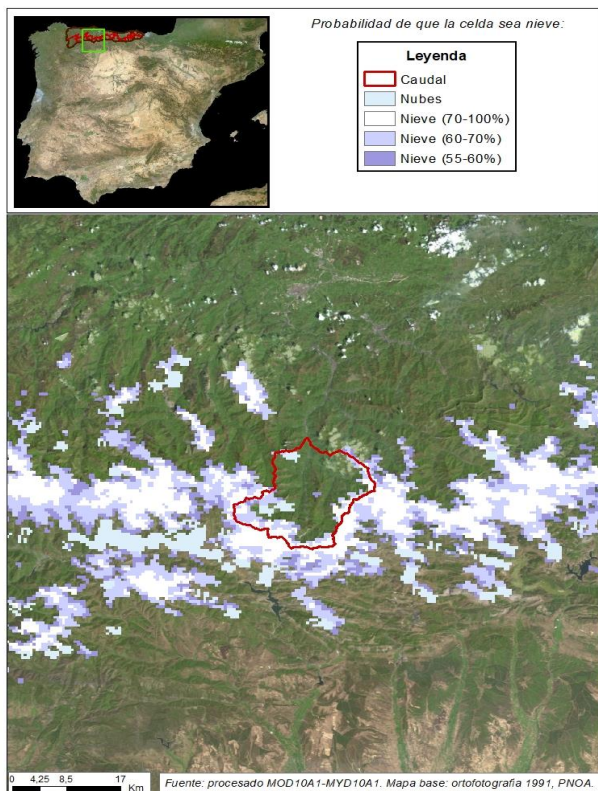 Probabilidad de que la celda sea nieve:
Leyenda
Caudal
Nubes
Nieve (70-100%)
Nieve (60-70%)
Nieve (55-60%)
0 4,25 8,5 17
Km
Fuente: procesado MOD10A1-MYD10A1. Mapa base: ortofotografia 1991, PNOA.